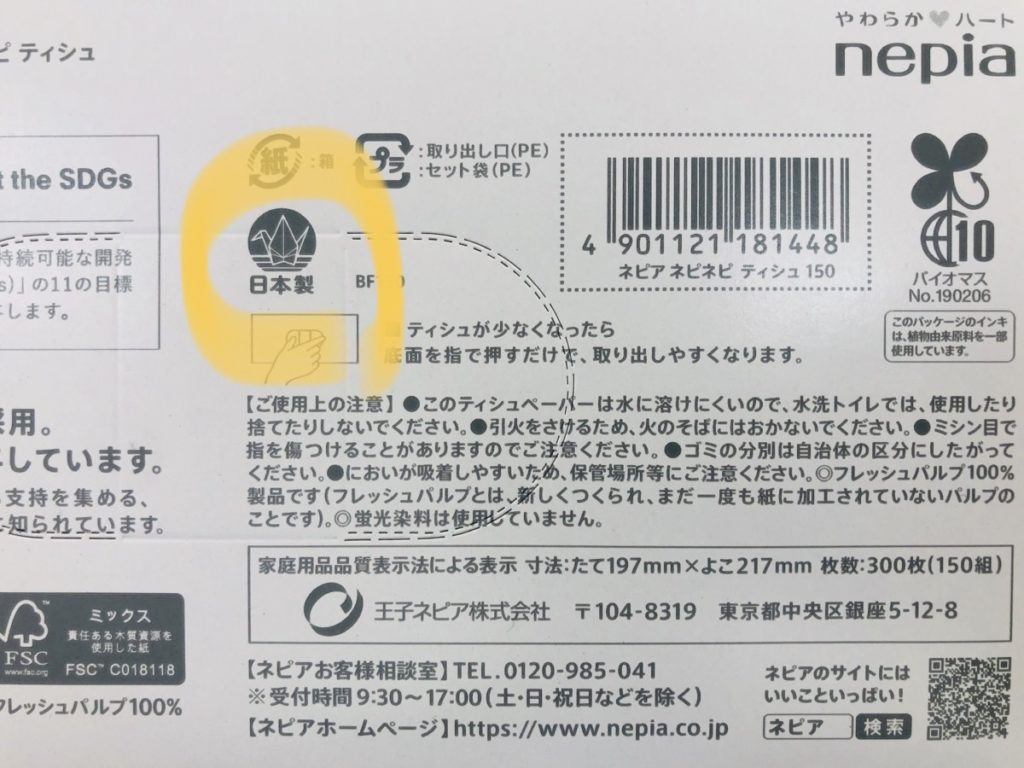 やわらか ハート
nepia
ピ ティシュ
紙 :箱
プラ :取り出し口(PE)
:セット袋(PE)
t the SDGs
4 901121 181448
ネピア ネピネピ ティシュ 150
10
バイオマス
No.190206
日本製
持続可能な開発
s)」の11の目標
します。
このパッケージのインキ
は、植物由来原料を一部
使用しています。
ティシュが少なくなったら
底面を指で押すだけで、取り出しやすくなります。
【ご使用上の注意】●このティシュペーパーは水に溶けにくいので、水洗トイレでは、使用したり
捨てたりしないでください。●引火をさけるため、火のそばにはおかないでください。●ミシン目で
指を傷つけることがありますのでご注意ください。●ゴミの分別は自治体の区分にしたがって
ください。●においが吸着しやすいため、保管場所等にご注意ください。◎フレッシュパルプ100%
製品です(フレッシュパルプとは、新しくつくられ、まだ一度も紙に加工されていないパルプの
ことです)。◎蛍光染料は使用していません。
採用。
しています。
支持を集める、
に知られています。
家庭用品品質表示法による表示 寸法:たて197mm×よこ217mm 枚数:300枚(150組)
王子ネピア株式会社 〒104-8319 東京都中央区銀座5-12-8
FSC
www.fsc.org
ミックス
責任ある木質資源を
使用した紙
FSC™ C018118
フレッシュパルプ100%
【ネピアお客様相談室】TEL.0120-985-041
※受付時間 9:30〜17:00(土・日・祝日などを除く)
【ネピアホームページ】https://www.nepia.co.jp
ネピアのサイトには
いいこといっぱい!
ネピア 検索